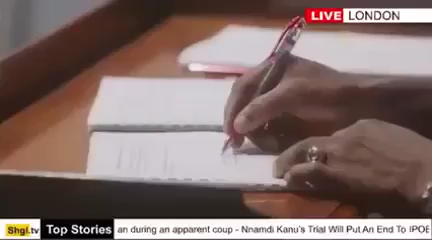 LIVE LONDON
Shgl.tv Top Stories an during an apparent coup - Nnamdi Kanu's Trial Will Put An End To IPOB